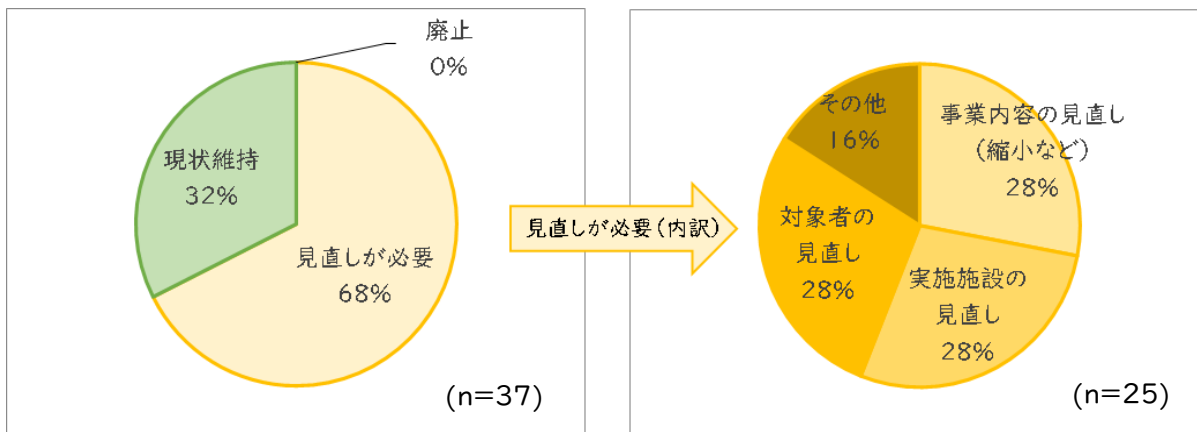 廃止
0%
現状維持
32%
見直しが必要
68%
(n=37)
見直しが必要(内訳)
その他
16%
事業内容の見直し
(縮小など)
28%
対象者の
見直し
28%
実施施設の
見直し
28%
(n=25)